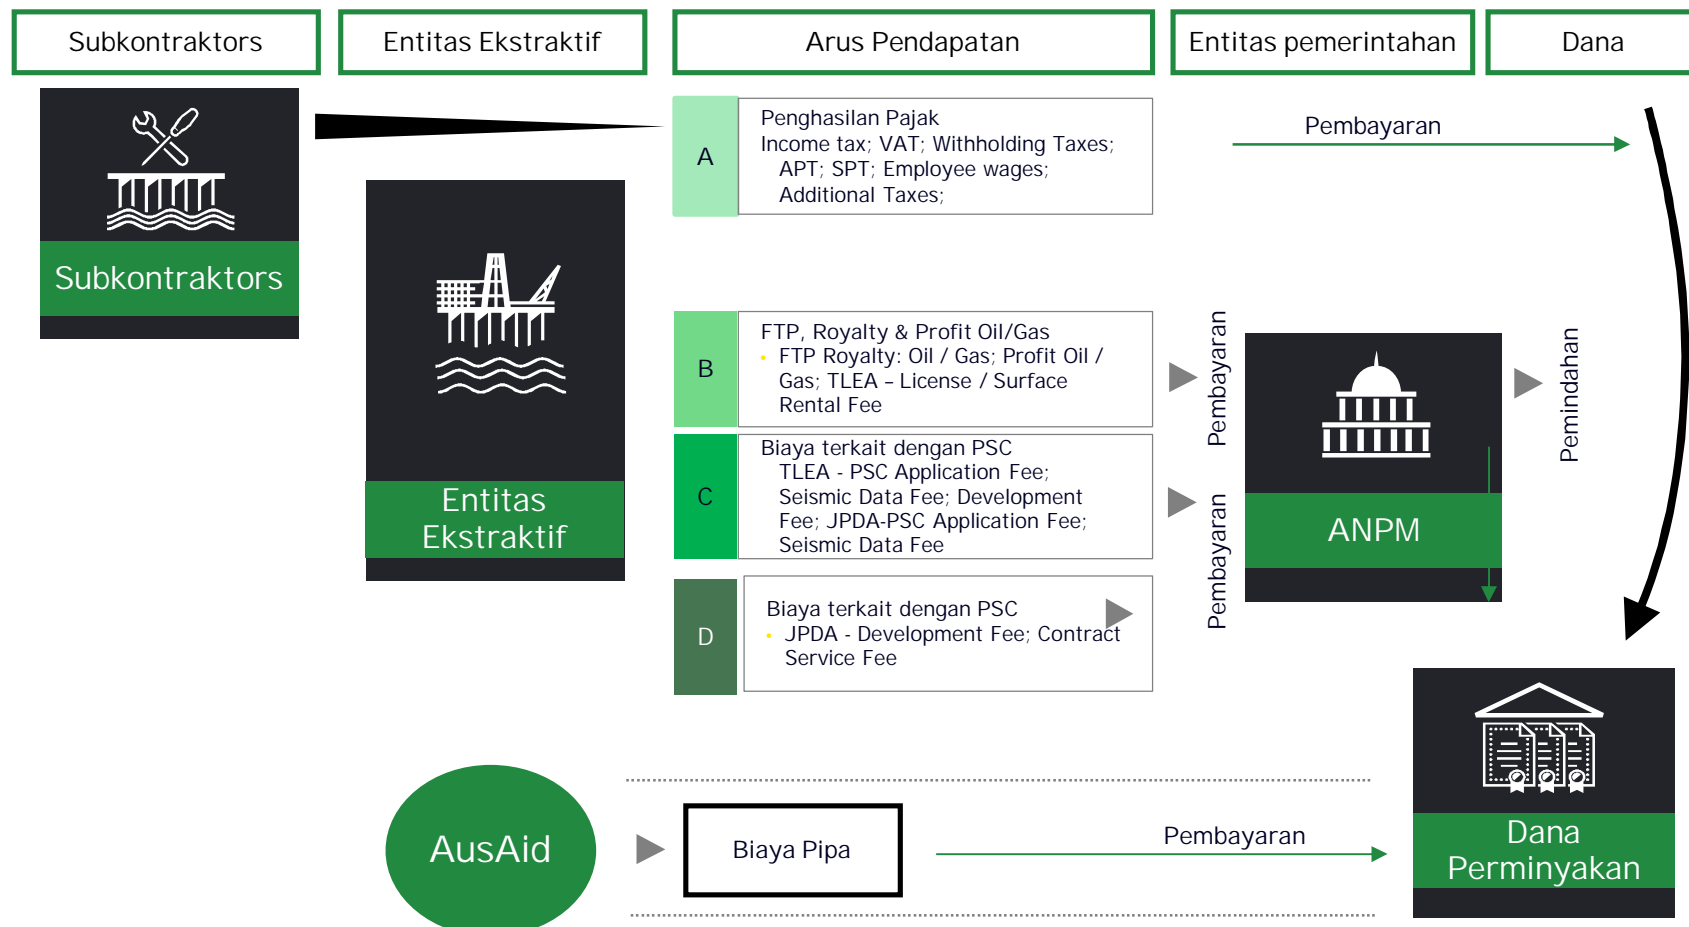 Subkontraktors
Entitas Ekstraktif
Arus Pendapatan
Entitas pemerintahan
Dana
Subkontraktors
Entitas
Ekstraktif
A
Penghasilan Pajak
Income tax; VAT; Withholding Taxes;
APT; SPT; Employee wages;
Additional Taxes;
Pembayaran
B
FTP, Royalty & Profit Oil/Gas
• FTP Royalty: Oil / Gas; Profit Oil /
Gas; TLEA – License / Surface
Rental Fee
Pembayaran
C
Biaya terkait dengan PSC
TLEA - PSC Application Fee;
Seismic Data Fee; Development
Fee; JPDA-PSC Application Fee;
Seismic Data Fee
Pembayaran
D
Biaya terkait dengan PSC
• JPDA - Development Fee; Contract
Service Fee
ANPM
Pemindahan
AusAid
Biaya Pipa
Pembayaran
Dana
Perminyakan